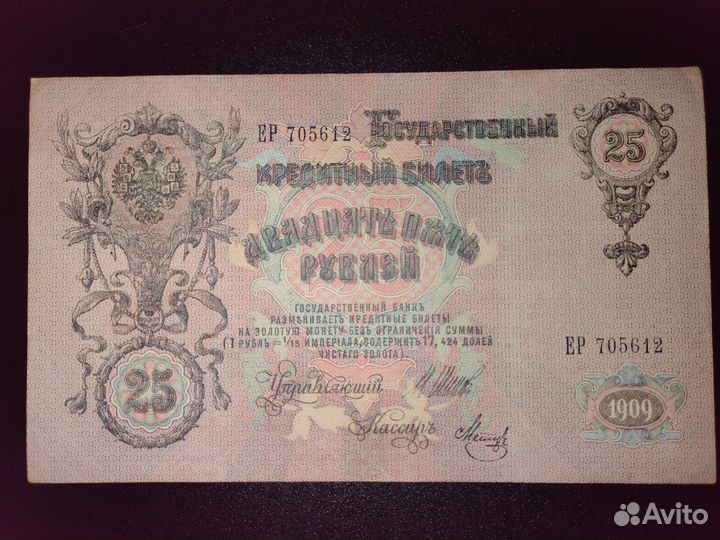 ЕР 705612 Государственный
Кредитный Билетъ
25
Двадцать пять
рублей
Государственный Банкъ
размѣниваетъ кредитные билеты
на золотую монету безъ ограниченія суммы
(1 рубль = 1/15 имперіала, содержитъ 17,424 долей
чистаго золота).
ЕР 705612
25
Управляющій
Кассиръ
1909
Avito